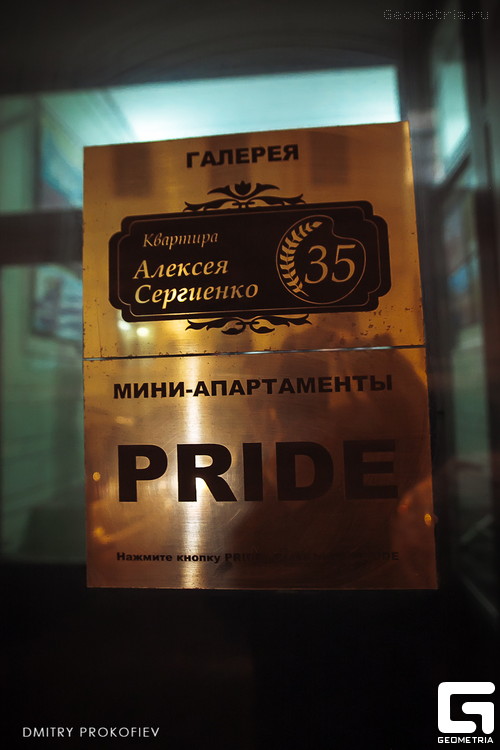 Geometria.ru
ГАЛЕРЕЯ
Квартира
Алексея
Сергиенко
35
МИНИ-АПАРТАМЕНТЫ
PRIDE
Нажмите кнопку
DMITRY PROKOFIEV
GEOMETRIA